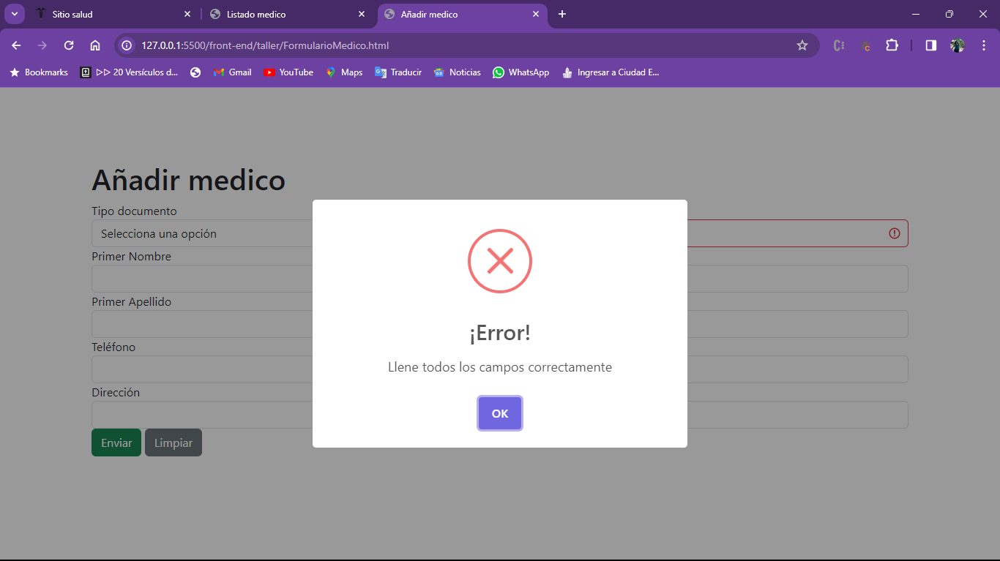 Sitio salud
Listado medico
Añadir medico
127.0.0.1:5500/front-end/taller/FormularioMedico.html
Bookmarks
▷▷ 20 Versículos d...
Gmail
YouTube
Maps
Traducir
Noticias
WhatsApp
Ingresar a Ciudad E...
Añadir medico
Tipo documento
Selecciona una opción
Primer Nombre
Primer Apellido
Teléfono
Dirección
Enviar
Limpiar
¡Error!
Llene todos los campos correctamente
OK